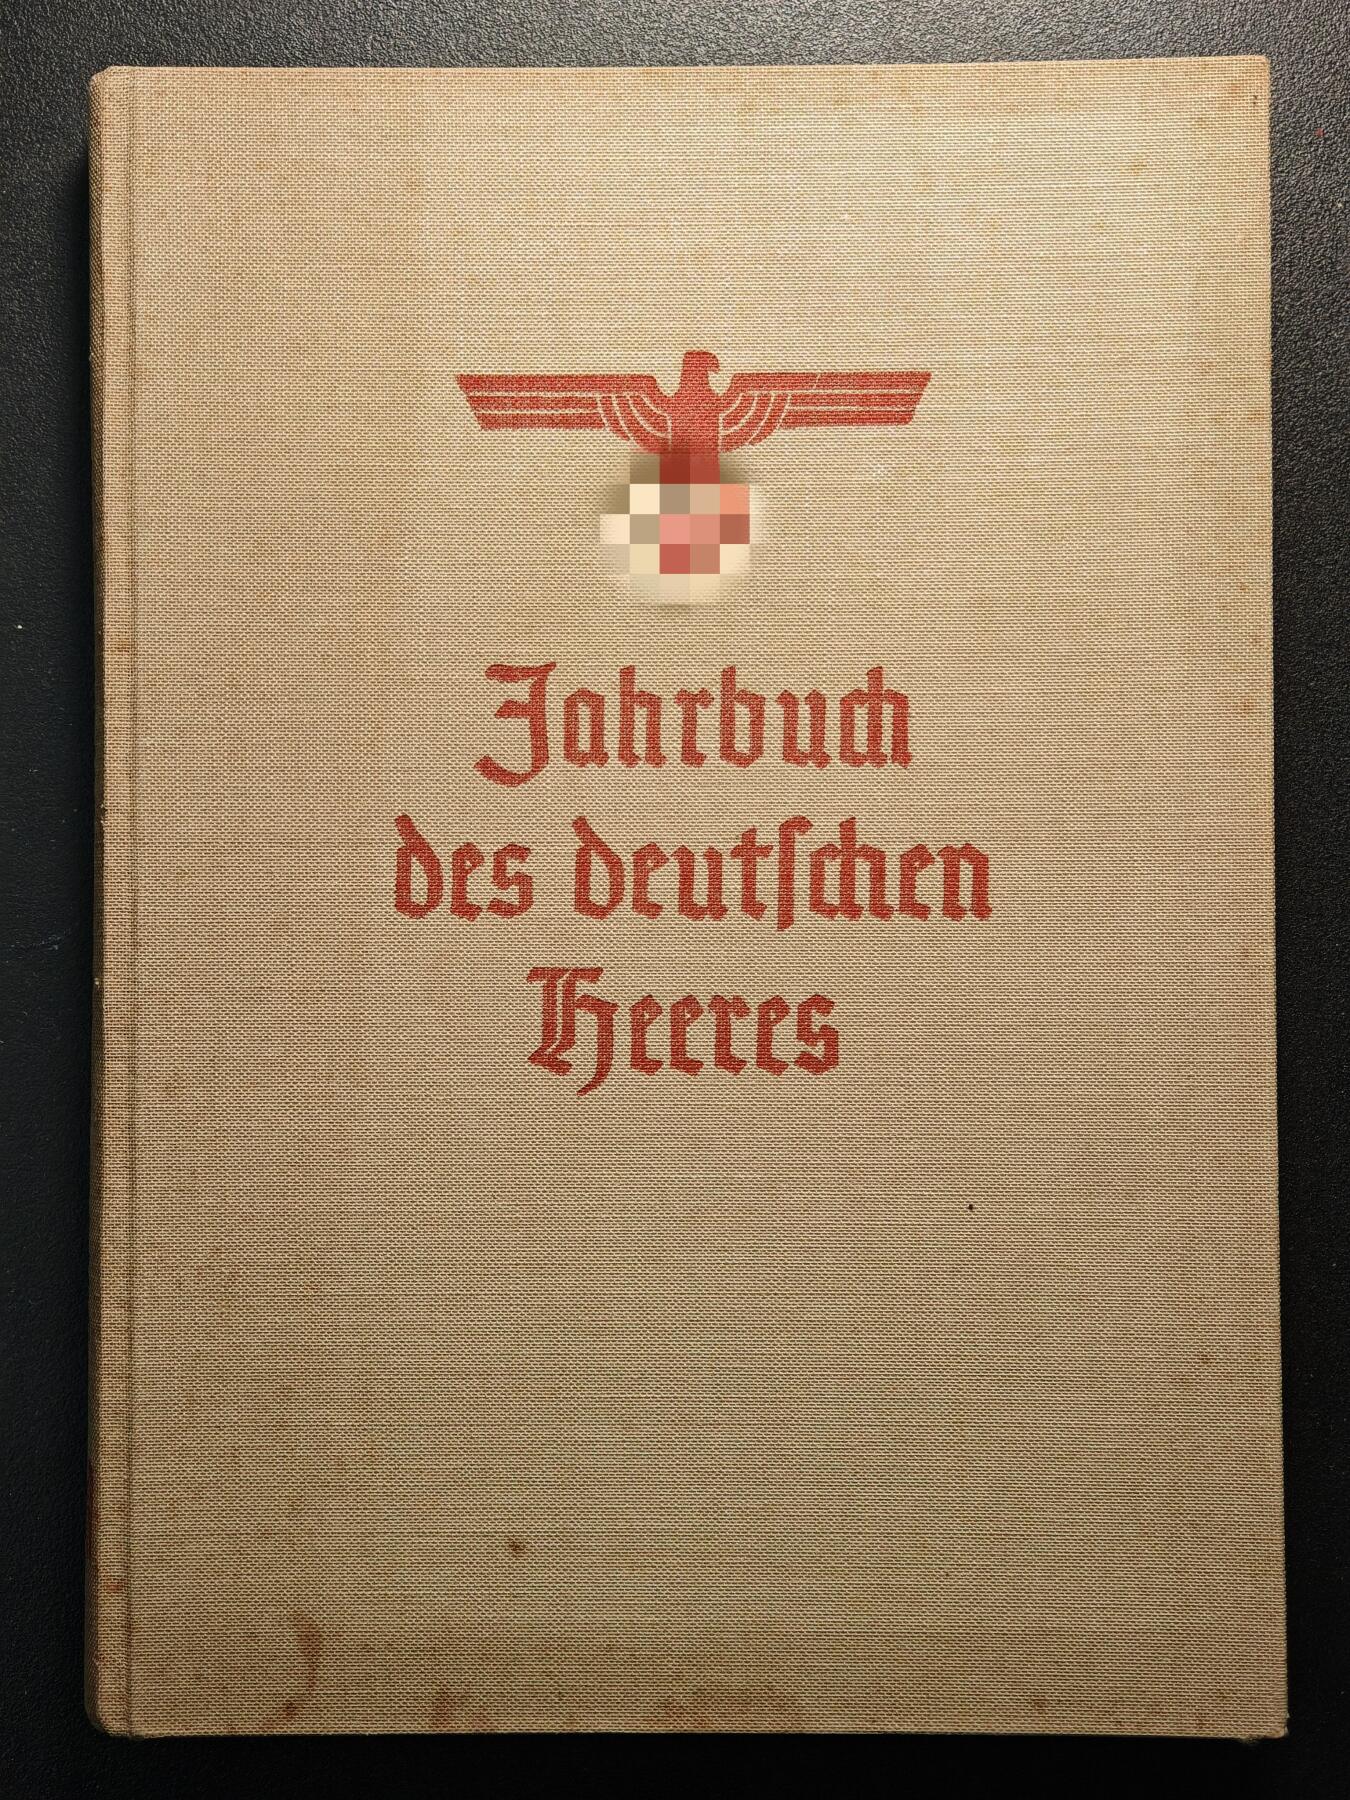 Jahrbuch
des deutſchen
Heeres